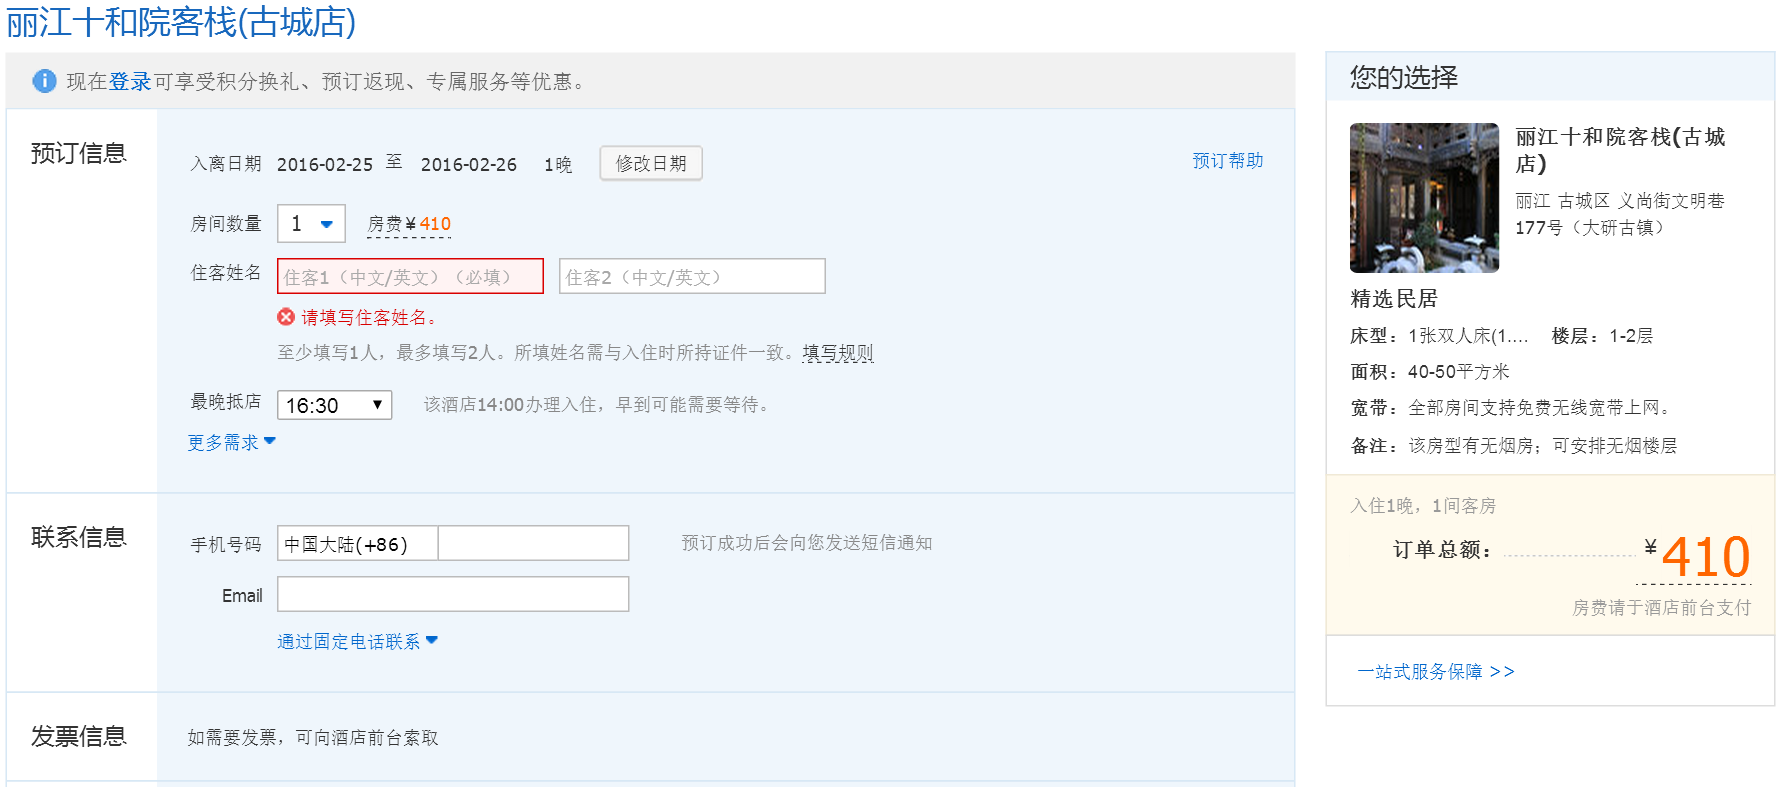 丽江十和院客栈(古城店)
现在登录可享受积分换礼、预订返现、专属服务等优惠。
预订信息
入离日期 2016-02-25 至 2016-02-26 1晚 修改日期 预订帮助
房间数量 1 房费¥410
住客姓名 住客1（中文/英文）（必填） 住客2（中文/英文）
请填写住客姓名。
至少填写1人，最多填写2人。所填姓名需与入住时所持证件一致。填写规则
最晚抵店 16:30 该酒店14:00办理入住，早到可能需要等待。
更多需求
联系信息
手机号码 中国大陆(+86) 预订成功后会向您发送短信通知
Email
通过固定电话联系
发票信息
如需要发票，可向酒店前台索取
您的选择
丽江十和院客栈(古城
店)
丽江 古城区 义尚街文明巷
177号（大研古镇）
精选民居
床型：1张双人床(1.... 楼层：1-2层
面积：40-50平方米
宽带：全部房间支持免费无线宽带上网。
备注：该房型有无烟房；可安排无烟楼层
入住1晚，1间客房
订单总额： ¥410
房费请于酒店前台支付
一站式服务保障 >>